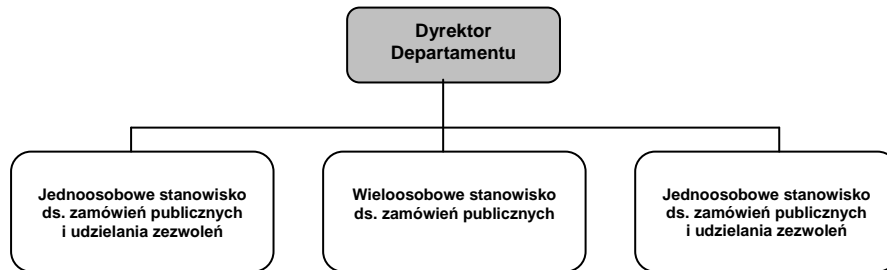 Dyrektor
Departamentu
Jednoosobowe stanowisko
ds. zamówień publicznych
i udzielania zezwoleń
Wieloosobowe stanowisko
ds. zamówień publicznych
Jednoosobowe stanowisko
ds. zamówień publicznych
i udzielania zezwoleń